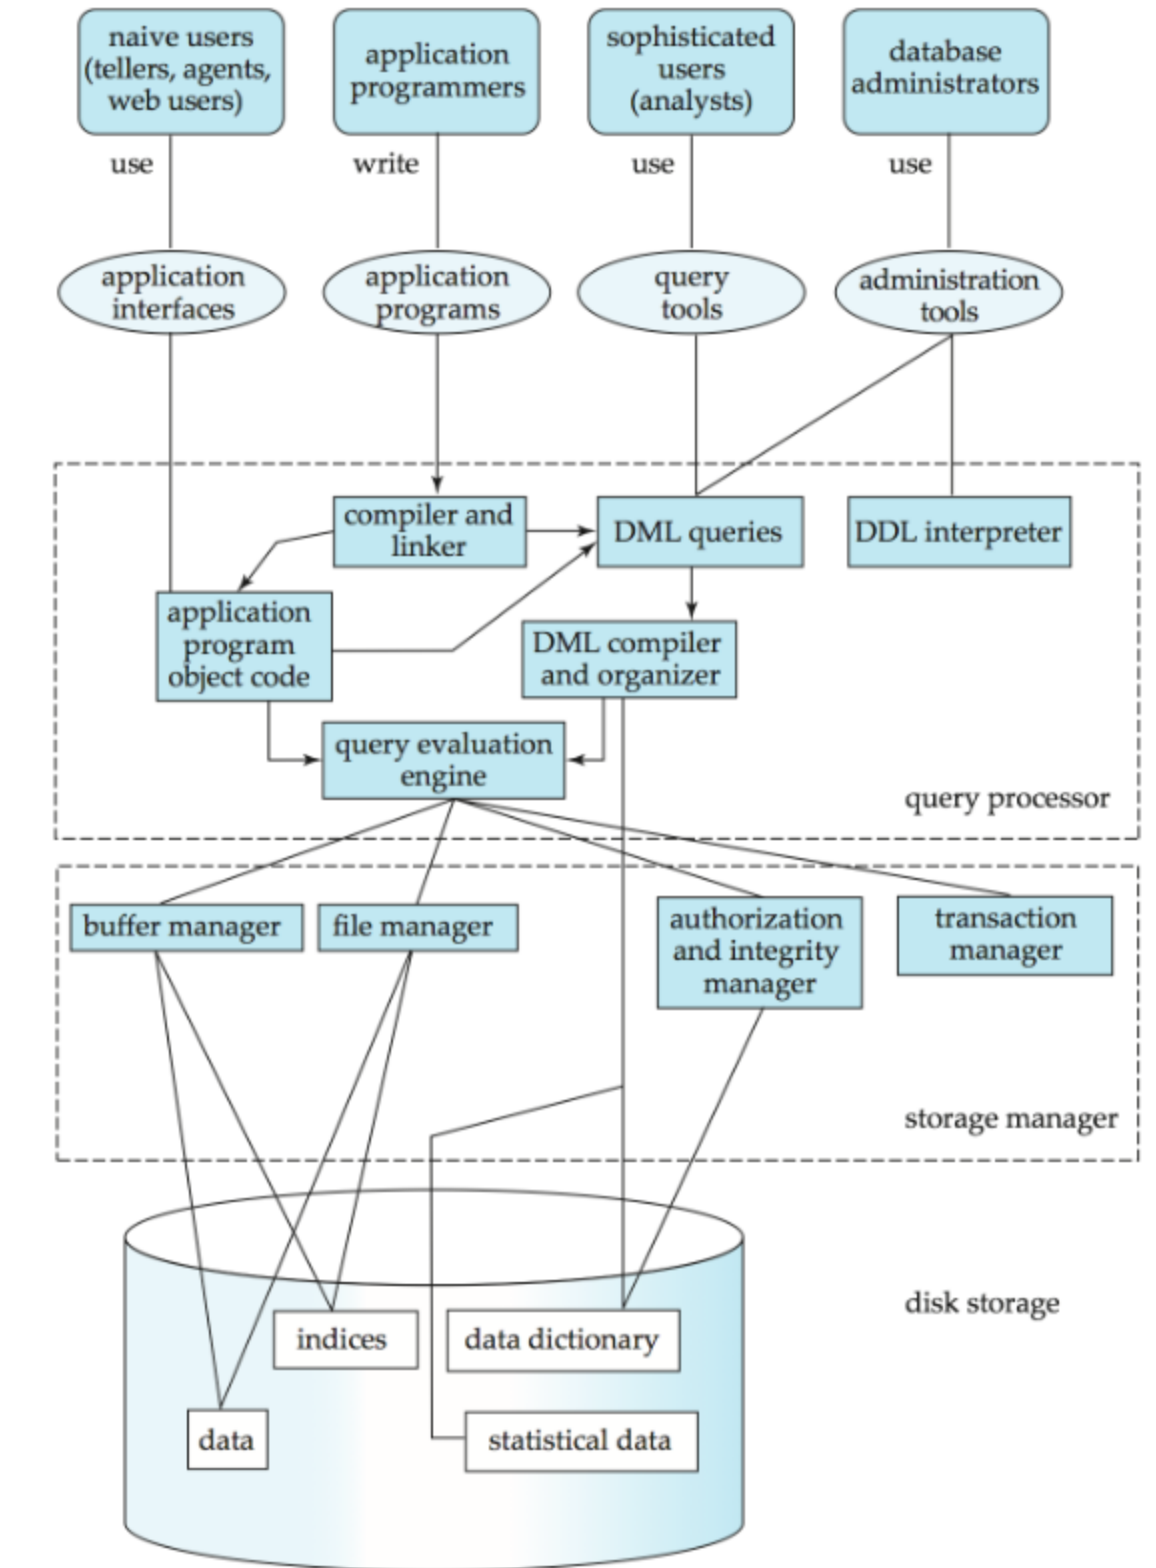 naive users
(tellers, agents,
web users)
application
programmers
sophisticated
users
(analysts)
database
administrators
use
write
use
use
application
interfaces
application
programs
query
tools
administration
tools
compiler and
linker
DML queries
DDL interpreter
application
program
object code
DML compiler
and organizer
query evaluation
engine
query processor
buffer manager
file manager
authorization
and integrity
manager
transaction
manager
storage manager
disk storage
indices
data dictionary
data
statistical data